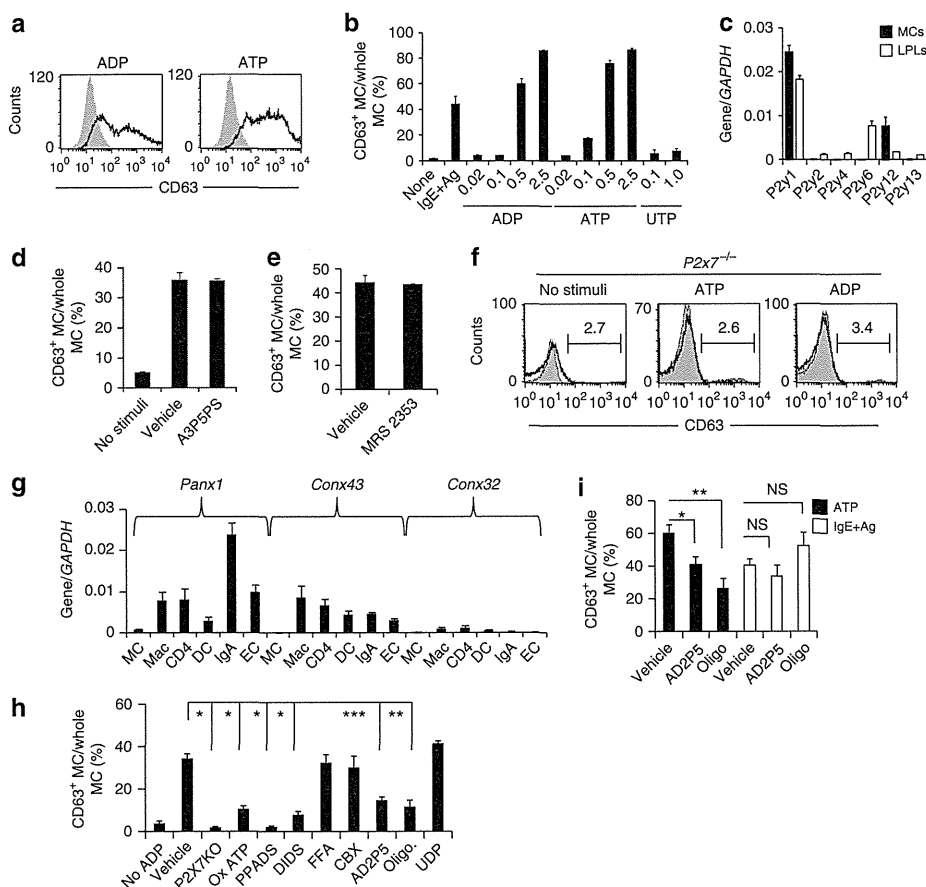 a
ADP
ATP
Counts
120
0
120
0
10⁰ 10¹ 10² 10³ 10⁴
10⁰ 10¹ 10² 10³ 10⁴
CD63
b
CD63⁺ MC/whole
MC (%)
100
80
60
40
20
0
None
IgE+Ag
0.02
0.1
0.5
2.5
0.02
0.1
0.5
2.5
0.1
1.0
ADP
ATP
UTP
c
Gene/GAPDH
0.03
0.02
0.01
0
MCs
LPLs
P2y1
P2y2
P2y4
P2y6
P2y12
P2y13
d
CD63⁺ MC/whole
MC (%)
40
30
20
10
0
No stimuli
Vehicle
A3P5PS
e
CD63⁺ MC/whole
MC (%)
50
40
30
20
10
0
Vehicle
MRS 2353
f
P2x7⁻/⁻
No stimuli
ATP
ADP
Counts
100
0
70
0
100
0
2.7
2.6
3.4
10⁰ 10¹ 10² 10³ 10⁴
10⁰ 10¹ 10² 10³ 10⁴
10⁰ 10¹ 10² 10³ 10⁴
CD63
g
Panx1
Conx43
Conx32
Gene/GAPDH
0.03
0.02
0.01
0
MC
Mac
CD4
DC
IgA
EC
MC
Mac
CD4
DC
IgA
EC
MC
Mac
CD4
DC
IgA
EC
i
CD63⁺ MC/whole
MC (%)
80
60
40
20
0
**
*
NS
NS
ATP
IgE+Ag
Vehicle
AD2P5
Oligo
Vehicle
AD2P5
Oligo
h
CD63⁺ MC/whole
MC (%)
60
40
20
0
* * * * *** **
No ADP
Vehicle
P2X7KO
Ox ATP
PPADS
DIDS
FFA
CBX
AD2P5
Oligo.
UDP